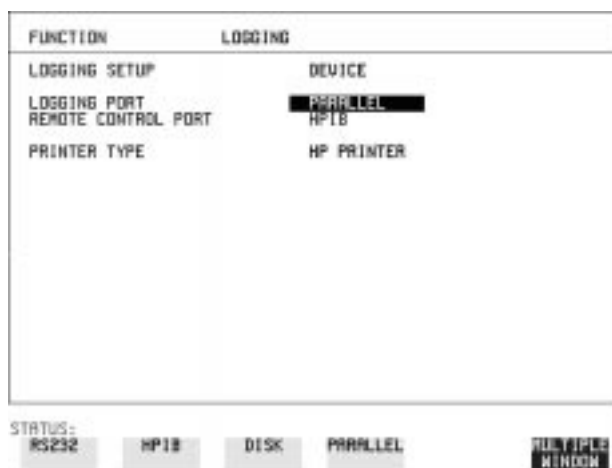 FUNCTION LOGGING
LOGGING SETUP DEVICE
LOGGING PORT PARALLEL
REMOTE CONTROL PORT HPIB
PRINTER TYPE HP PRINTER
STATUS:
RS232 HPIB DISK PARALLEL MULTIPLE WINDOW